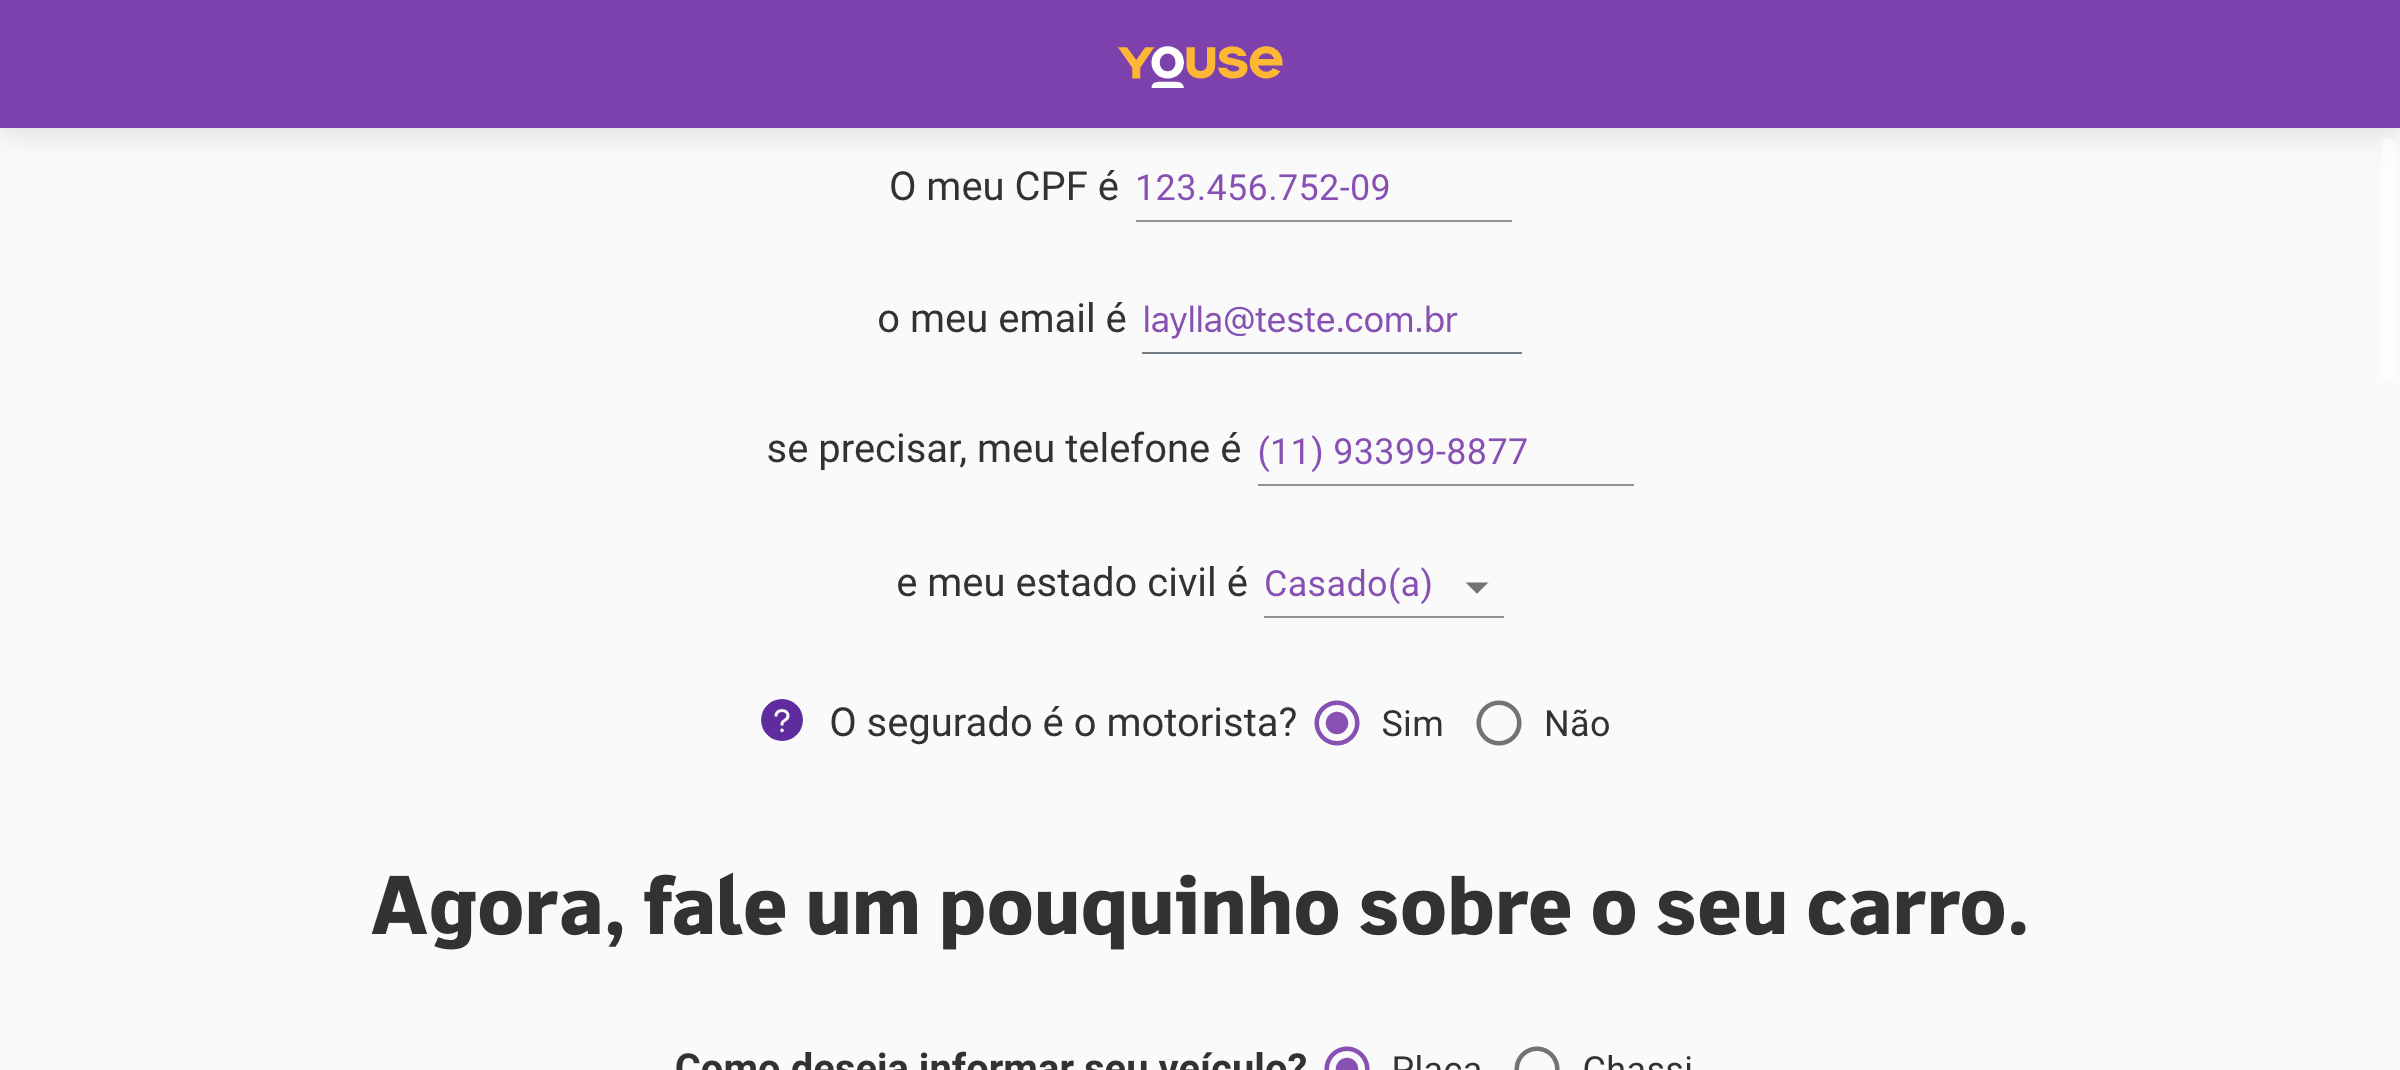 YOUSE
O meu CPF é 123.456.752-09
o meu email é laylla@teste.com.br
se precisar, meu telefone é (11) 93399-8877
e meu estado civil é Casado(a)
? O segurado é o motorista? Sim Não
Agora, fale um pouquinho sobre o seu carro.
Como deseja informar seu veículo? Placa Chassi